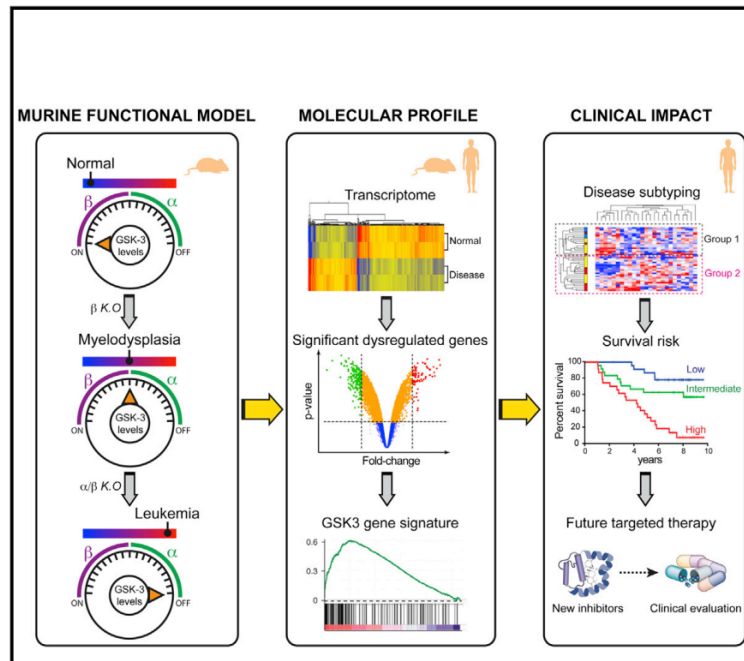 MURINE FUNCTIONAL MODEL
Normal
β
α
GSK-3
levels
ON
OFF
β K.O
Myelodysplasia
β
α
GSK-3
levels
ON
OFF
α/β K.O
Leukemia
β
α
GSK-3
levels
ON
OFF
MOLECULAR PROFILE
Transcriptome
Normal
Disease
Significant dysregulated genes
p-value
Fold-change
GSK3 gene signature
0.6
0.3
0
CLINICAL IMPACT
Disease subtyping
Group 1
Group 2
Survival risk
Percent survival
100
80
60
40
20
0
Low
Intermediate
High
0 2 4 6 8 10
years
Future targeted therapy
New inhibitors
Clinical evaluation